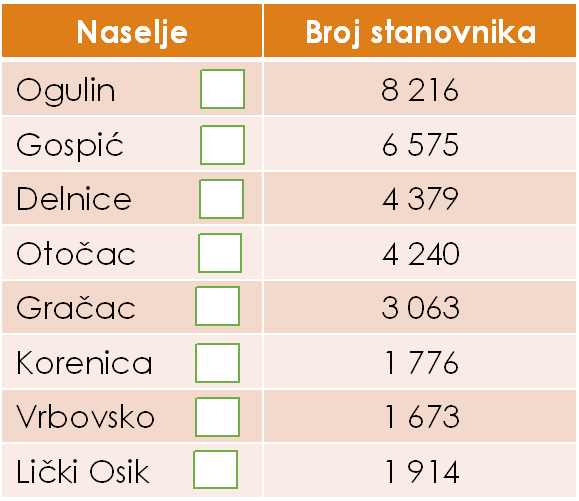 Naselje Broj stanovnika
Ogulin 8 216
Gospić 6 575
Delnice 4 379
Otočac 4 240
Gračac 3 063
Korenica 1 776
Vrbovsko 1 673
Lički Osik 1 914